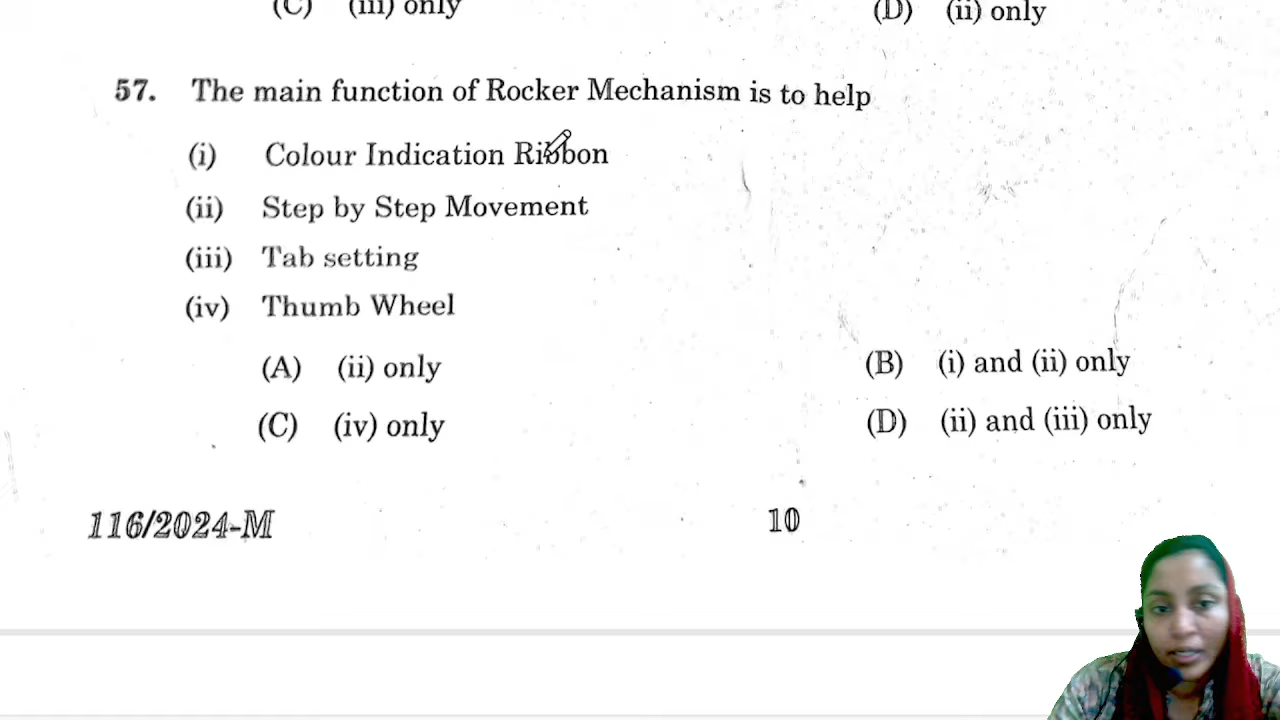 (C) (iii) only (D) (ii) only
57. The main function of Rocker Mechanism is to help
(i) Colour Indication Ribbon
(ii) Step by Step Movement
(iii) Tab setting
(iv) Thumb Wheel
(A) (ii) only (B) (i) and (ii) only
(C) (iv) only (D) (ii) and (iii) only
116/2024-M 10